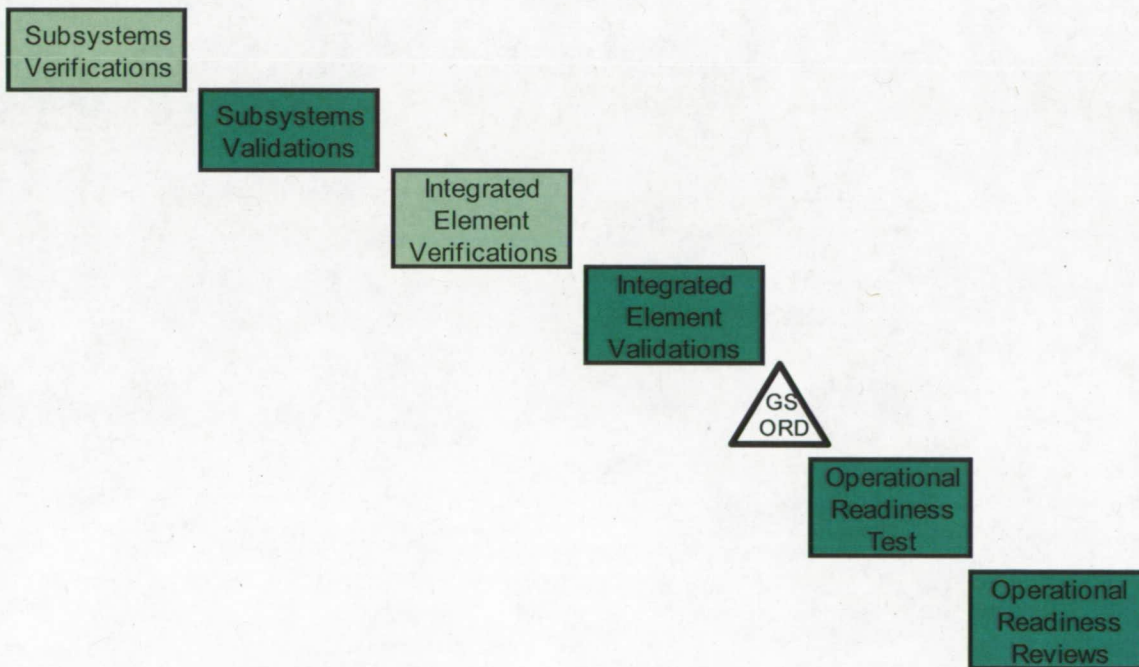 Subsystems
Verifications
Subsystems
Validations
Integrated
Element
Verifications
Integrated
Element
Validations
GS
ORD
Operational
Readiness
Test
Operational
Readiness
Reviews